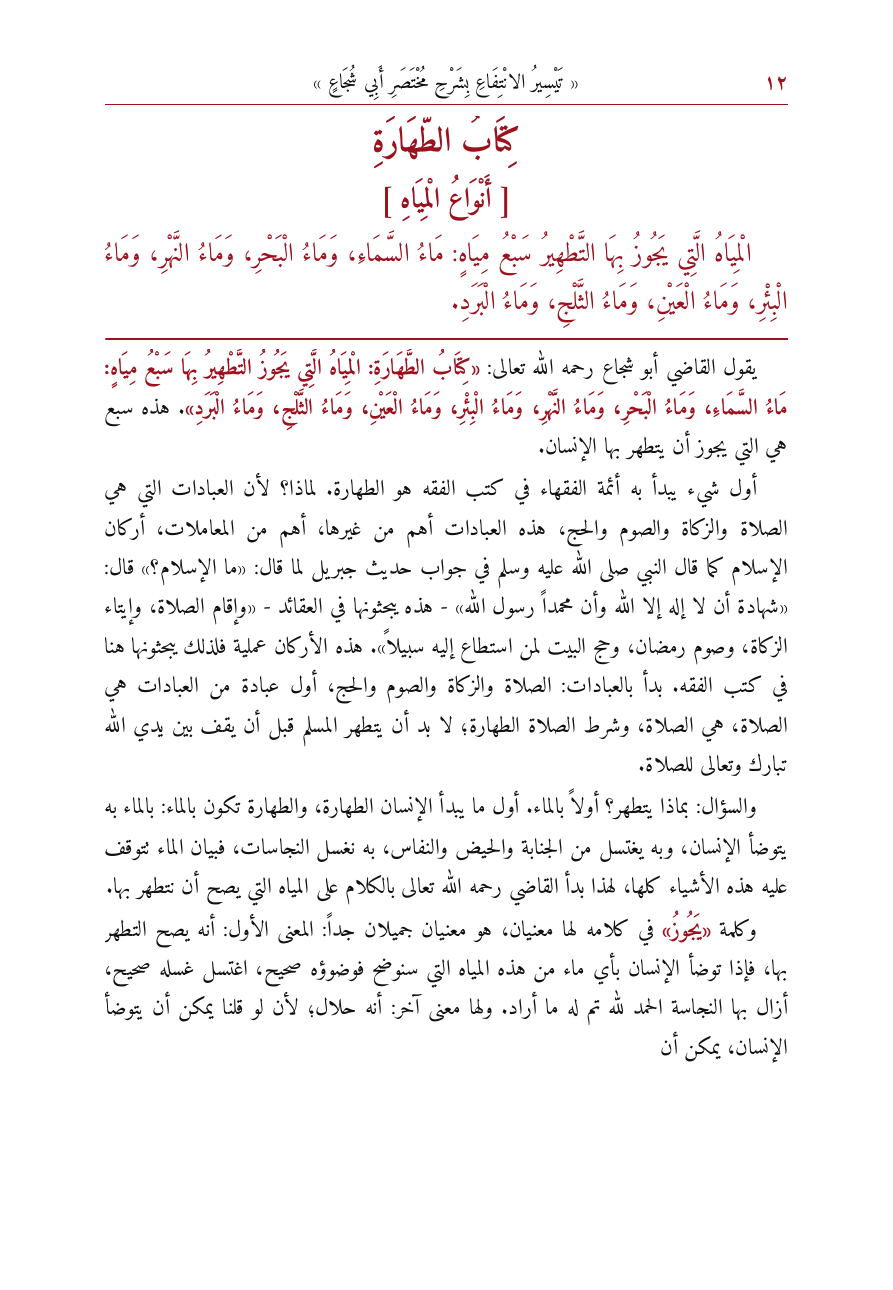 ١٢
« تَيْسِيرُ الانْتِفَاعِ بِشَرْحِ مُخْتَصَرِ أَبِي شُجَاعٍ »
كِتَابُ الطَّهَارَةِ
[ أَنْوَاعُ الْمِيَاهِ ]
الْمِيَاهُ الَّتِي يَجُوزُ بِهَا التَّطْهِيرُ سَبْعُ مِيَاهٍ: مَاءُ السَّمَاءِ، وَمَاءُ الْبَحْرِ، وَمَاءُ النَّهْرِ، وَمَاءُ
الْبِئْرِ، وَمَاءُ الْعَيْنِ، وَمَاءُ الثَّلْجِ، وَمَاءُ الْبَرَدِ.
يقول القاضي أبو شجاع رحمه الله تعالى: «كِتَابُ الطَّهَارَةِ: الْمِيَاهُ الَّتِي يَجُوزُ التَّطْهِيرُ بِهَا سَبْعُ مِيَاهٍ:
مَاءُ السَّمَاءِ، وَمَاءُ الْبَحْرِ، وَمَاءُ النَّهْرِ، وَمَاءُ الْبِئْرِ، وَمَاءُ الْعَيْنِ، وَمَاءُ الثَّلْجِ، وَمَاءُ الْبَرَدِ». هذه سبع
هي التي يجوز أن يتطهر بها الإنسان.
أول شيء يبدأ به أئمة الفقهاء في كتب الفقه هو الطهارة. لماذا؟ لأن العبادات التي هي
الصلاة والزكاة والصوم والحج، هذه العبادات أهم من غيرها، أهم من المعاملات، أركان
الإسلام كما قال النبي صلى الله عليه وسلم في جواب حديث جبريل لما قال: «ما الإسلام؟» قال:
«شهادة أن لا إله إلا الله وأن محمداً رسول الله» - هذه يبحثونها في العقائد - «وإقام الصلاة، وإيتاء
الزكاة، وصوم رمضان، وحج البيت لمن استطاع إليه سبيلاً». هذه الأركان عملية فلذلك يبحثونها هنا
في كتب الفقه. بدأ بالعبادات: الصلاة والزكاة والصوم والحج، أول عبادة من العبادات هي
الصلاة، هي الصلاة، وشرط الصلاة الطهارة؛ لا بد أن يتطهر المسلم قبل أن يقف بين يدي الله
تبارك وتعالى للصلاة.
والسؤال: بماذا يتطهر؟ أولاً بالماء. أول ما يبدأ الإنسان الطهارة، والطهارة تكون بالماء: بالماء به
يتوضأ الإنسان، وبه يغتسل من الجنابة والحيض والنفاس، به نغسل النجاسات، فبيان الماء تتوقف
عليه هذه الأشياء كلها، لهذا بدأ القاضي رحمه الله تعالى بالكلام على المياه التي يصح أن نتطهر بها.
وكلمة «يَجُوزُ» في كلامه لها معنيان، هو معنيان جميلان جداً: المعنى الأول: أنه يصح التطهر
بها، فإذا توضأ الإنسان بأي ماء من هذه المياه التي سنوضح فوضوؤه صحيح، اغتسل غسله صحيح،
أزال بها النجاسة الحمد لله تم له ما أراد. ولها معنى آخر: أنه حلال؛ لأن لو قلنا يمكن أن يتوضأ
الإنسان، يمكن أن